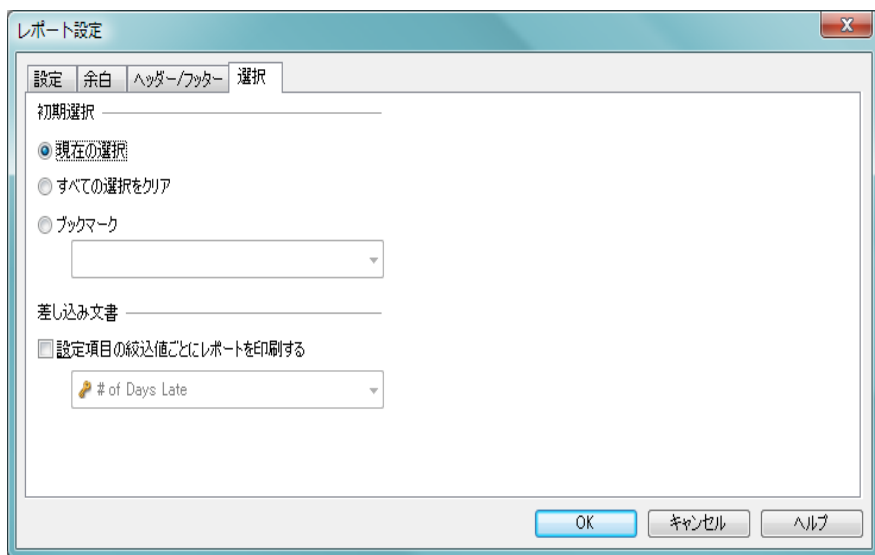 レポート設定
X
設定 余白 ヘッダー/フッター 選択
初期選択
現在の選択
すべての選択をクリア
ブックマーク
差し込み文書
設定項目の絞込値ごとにレポートを印刷する
# of Days Late
OK キャンセル ヘルプ